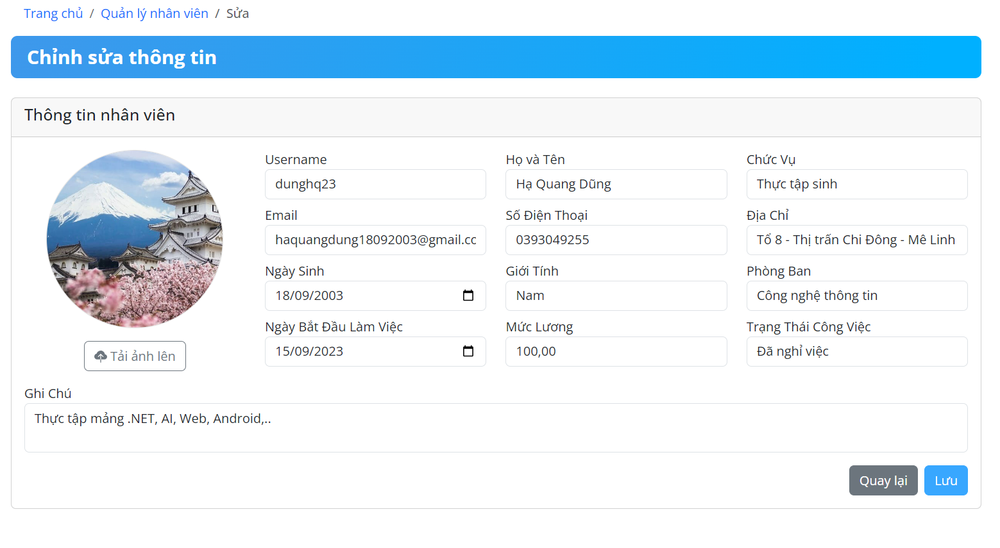 Trang chủ / Quản lý nhân viên / Sửa
Chỉnh sửa thông tin
Thông tin nhân viên
Username
dunghq23
Họ và Tên
Hạ Quang Dũng
Chức Vụ
Thực tập sinh
Email
haquangdung18092003@gmail.cc
Số Điện Thoại
0393049255
Địa Chỉ
Tổ 8 - Thị trấn Chi Đông - Mê Linh
Ngày Sinh
18/09/2003
Giới Tính
Nam
Phòng Ban
Công nghệ thông tin
Ngày Bắt Đầu Làm Việc
15/09/2023
Mức Lương
100,00
Trạng Thái Công Việc
Đã nghỉ việc
Tải ảnh lên
Ghi Chú
Thực tập mảng .NET, AI, Web, Android,..
Quay lại
Lưu